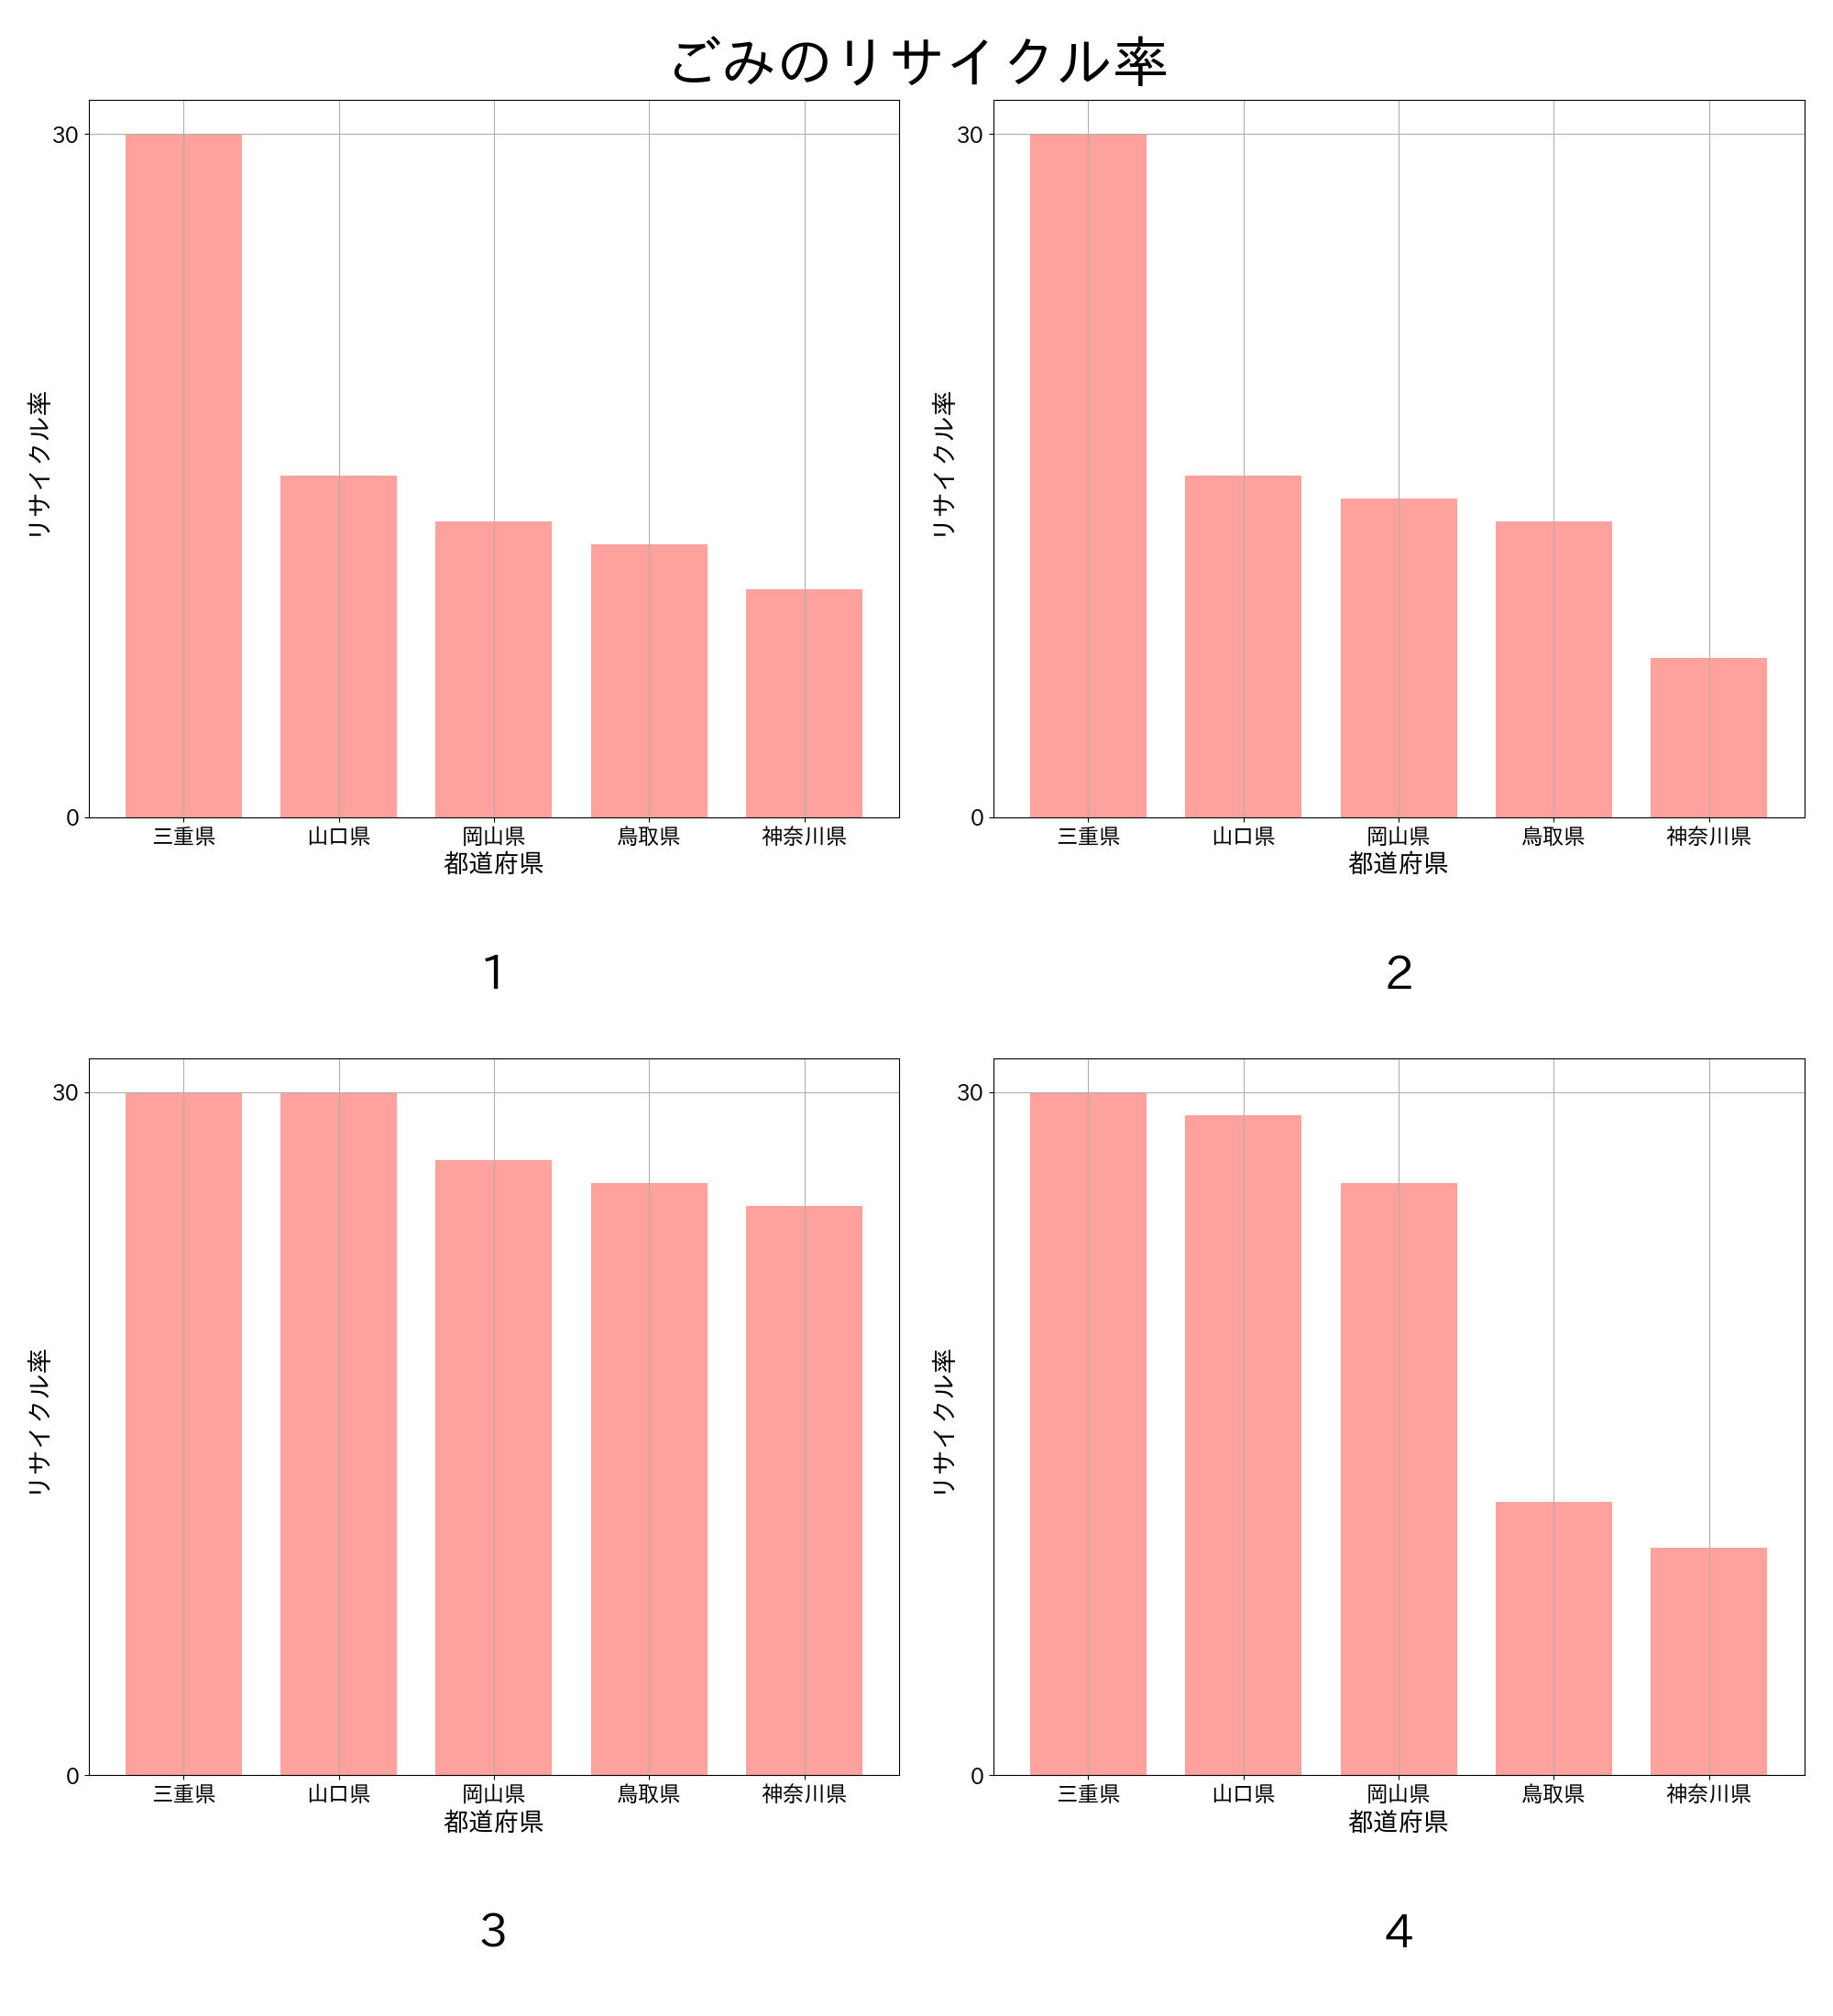 ごみのリサイクル率
30
リサイクル率
0
三重県 山口県 岡山県 鳥取県 神奈川県
都道府県
1
30
リサイクル率
0
三重県 山口県 岡山県 鳥取県 神奈川県
都道府県
2
30
リサイクル率
0
三重県 山口県 岡山県 鳥取県 神奈川県
都道府県
3
30
リサイクル率
0
三重県 山口県 岡山県 鳥取県 神奈川県
都道府県
4